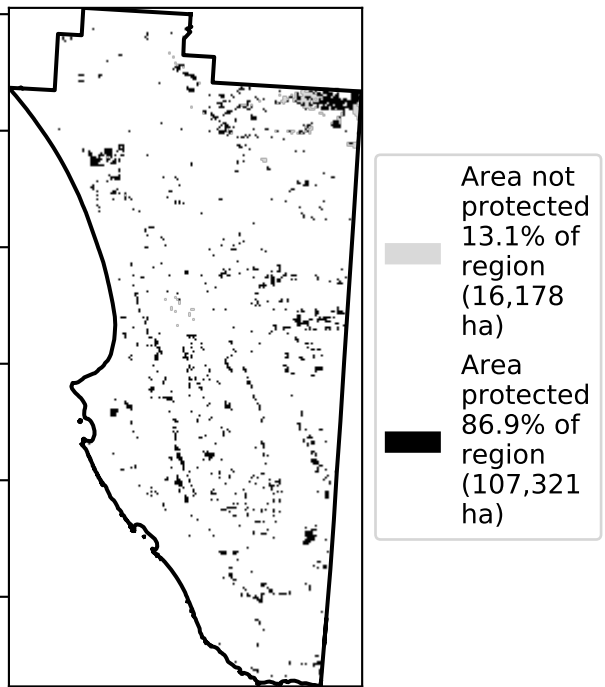 Area not
protected
13.1% of
region
(16,178
ha)
Area
protected
86.9% of
region
(107,321
ha)